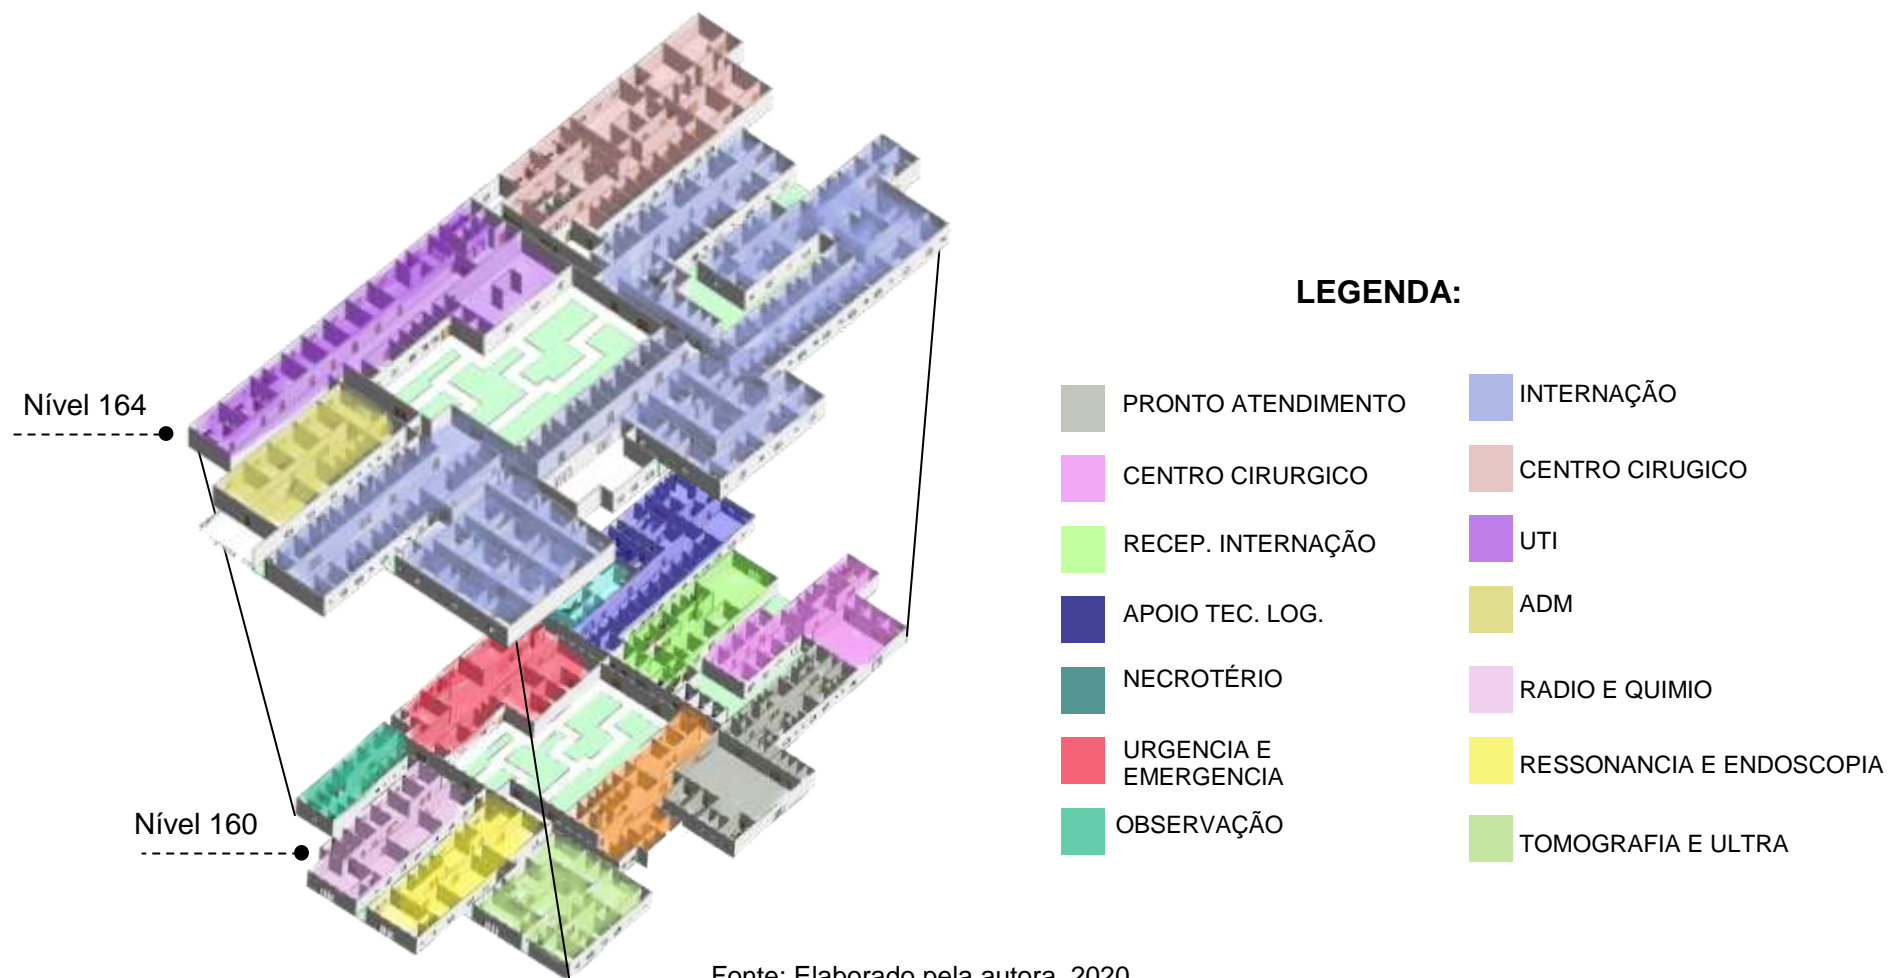 LEGENDA:
Nível 164
Nível 160
PRONTO ATENDIMENTO
CENTRO CIRURGICO
RECEP. INTERNAÇÃO
APOIO TEC. LOG.
NECROTÉRIO
URGENCIA E
EMERGENCIA
OBSERVAÇÃO
INTERNAÇÃO
CENTRO CIRUGICO
UTI
ADM
RADIO E QUIMIO
RESSONANCIA E ENDOSCOPIA
TOMOGRAFIA E ULTRA
Fonte: Elaborado pela autora, 2020